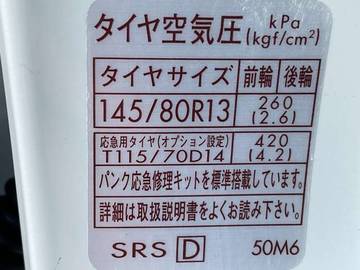 タイヤ空気圧 kPa (kgf/cm²)
タイヤサイズ 前輪 後輪
145/80R13 260 (2.6)
応急用タイヤ(オプション設定) T115/70D14 420 (4.2)
パンク応急修理キットを標準搭載しています。
詳細は取扱説明書をよくお読み下さい。
SRS D 50M6